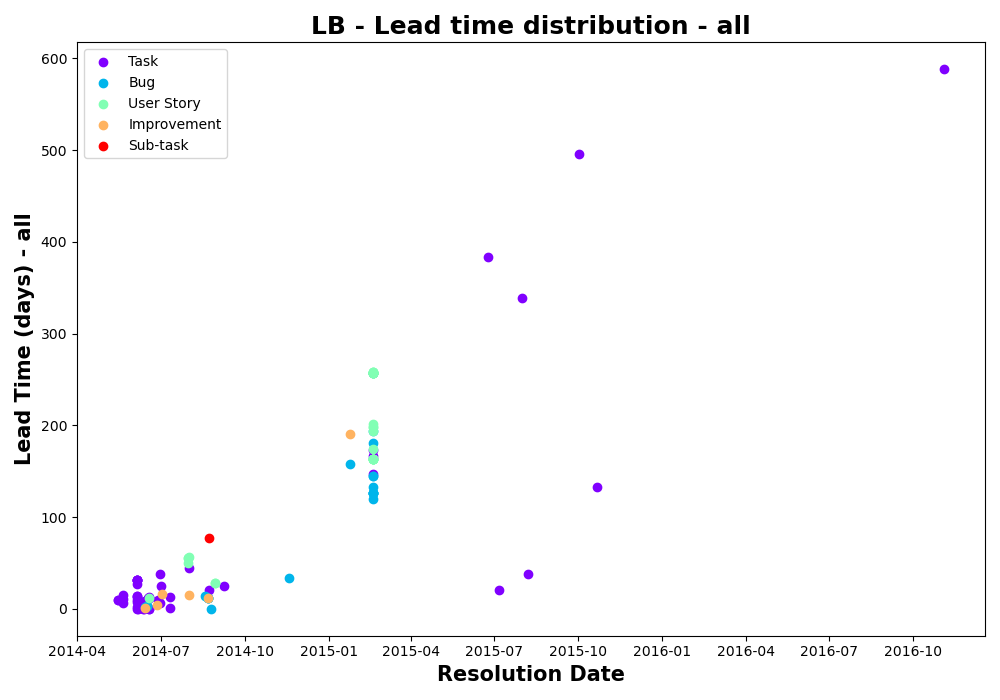 LB - Lead time distribution - all
Task
Bug
User Story
Improvement
Sub-task
Lead Time (days) - all
600
500
400
300
200
100
0
2014-04 2014-07 2014-10 2015-01 2015-04 2015-07 2015-10 2016-01 2016-04 2016-07 2016-10
Resolution Date